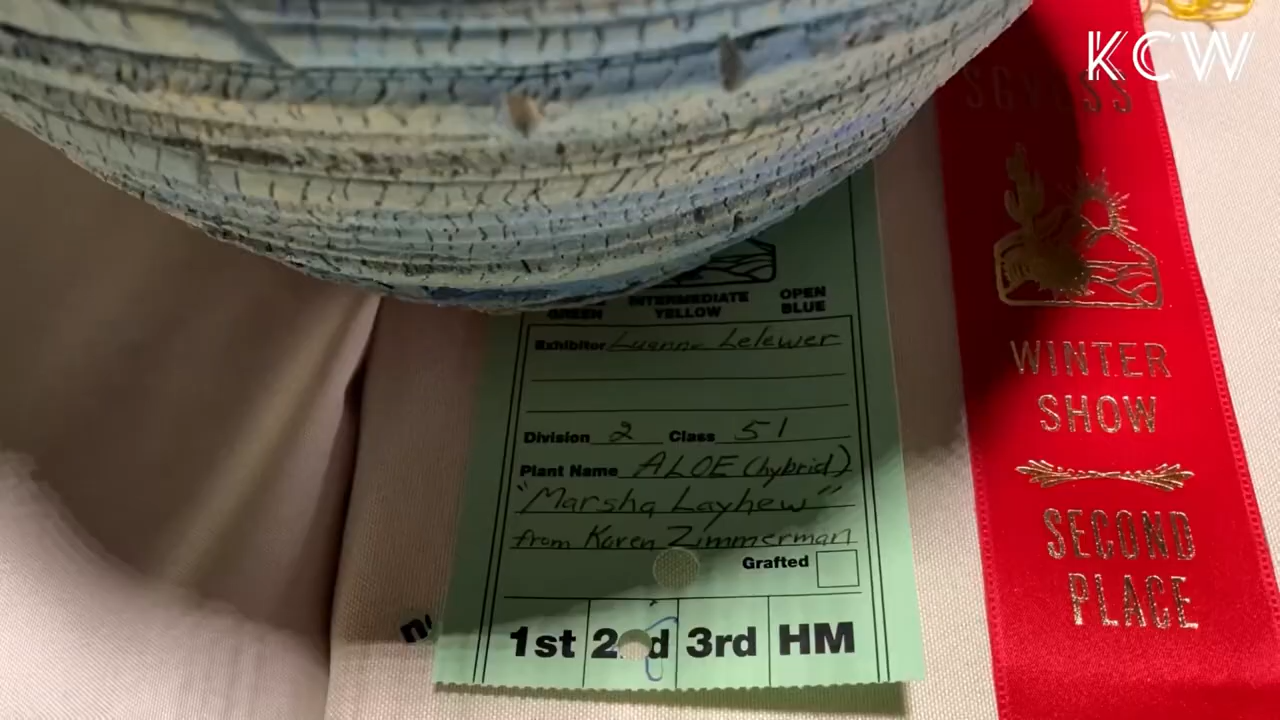 KCW
INTERMEDIATE OPEN
GREEN YELLOW BLUE
Exhibitor Luanne Lelewer
Division 2 Class 51
Plant Name ALOE (hybrid)
"Marsha Layhew"
from Karen Zimmerman
Grafted
1st 2nd 3rd HM
WINTER
SHOW
SECOND
PLACE